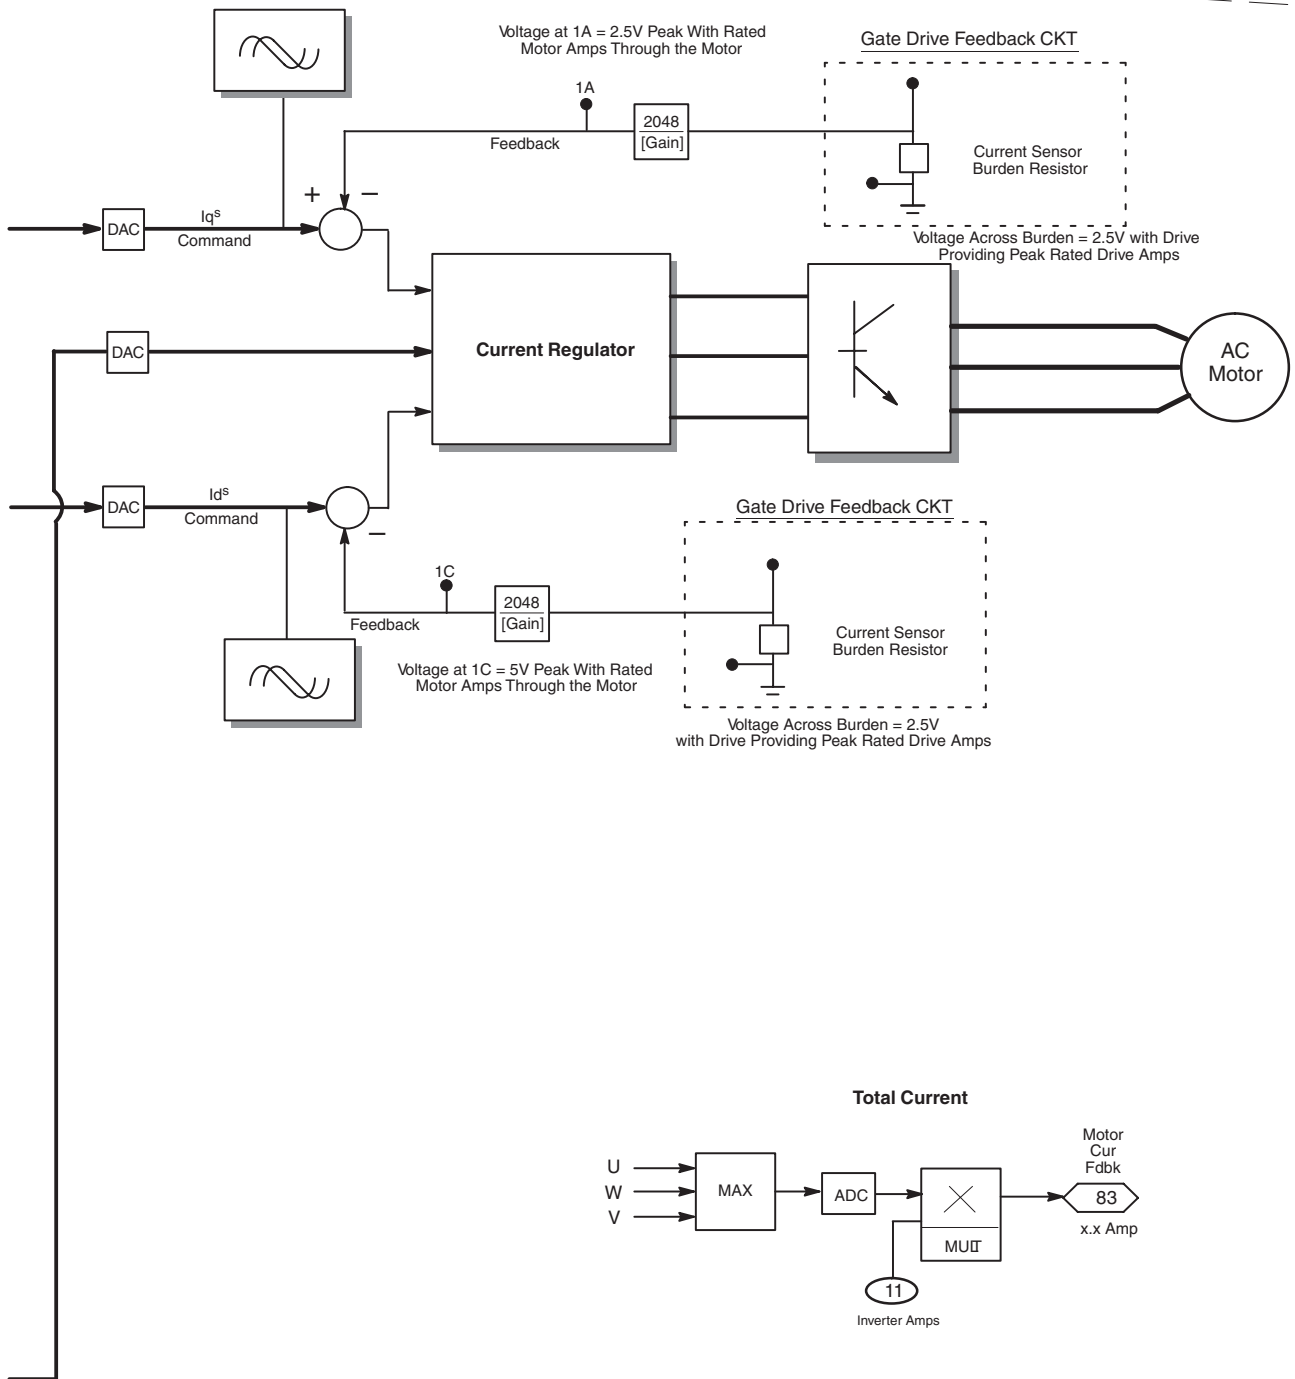 Voltage at 1A = 2.5V Peak With Rated
Motor Amps Through the Motor
Gate Drive Feedback CKT
1A
2048
[Gain]
Feedback
Current Sensor
Burden Resistor
+
−
DAC
Iqs
Command
Voltage Across Burden = 2.5V with Drive
Providing Peak Rated Drive Amps
DAC
Current Regulator
AC
Motor
DAC
Ids
Command
−
Gate Drive Feedback CKT
1C
2048
[Gain]
Feedback
Current Sensor
Burden Resistor
Voltage at 1C = 5V Peak With Rated
Motor Amps Through the Motor
Voltage Across Burden = 2.5V
with Drive Providing Peak Rated Drive Amps
Total Current
Motor
Cur
Fdbk
U
W
V
MAX
ADC
MULT
83
x.x Amp
11
Inverter Amps